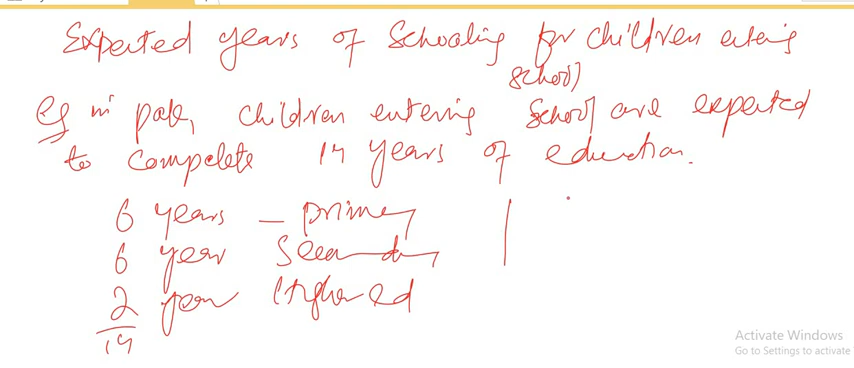 Expected years of Schooling for children entering
school
eg in pak, children entering school are expected
to compelete 14 years of education.
6 years - primary
6 year Secondary
2 year Higher ed
14
Activate Windows
Go to Settings to activate